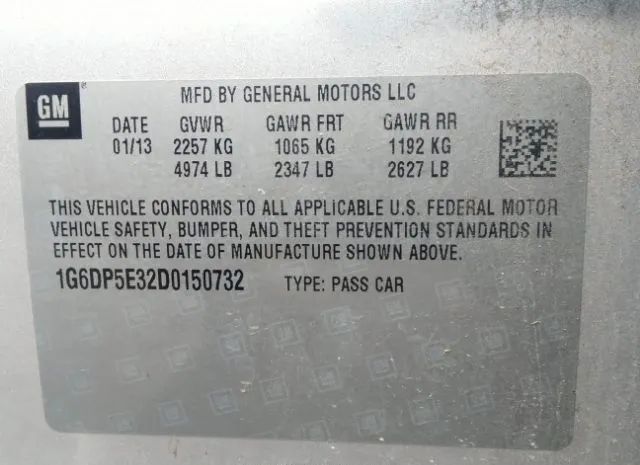 GM ®
MFD BY GENERAL MOTORS LLC
DATE GVWR GAWR FRT GAWR RR
01/13 2257 KG 1065 KG 1192 KG
4974 LB 2347 LB 2627 LB
THIS VEHICLE CONFORMS TO ALL APPLICABLE U.S. FEDERAL MOTOR
VEHICLE SAFETY, BUMPER, AND THEFT PREVENTION STANDARDS IN
EFFECT ON THE DATE OF MANUFACTURE SHOWN ABOVE.
1G6DP5E32D0150732 TYPE: PASS CAR